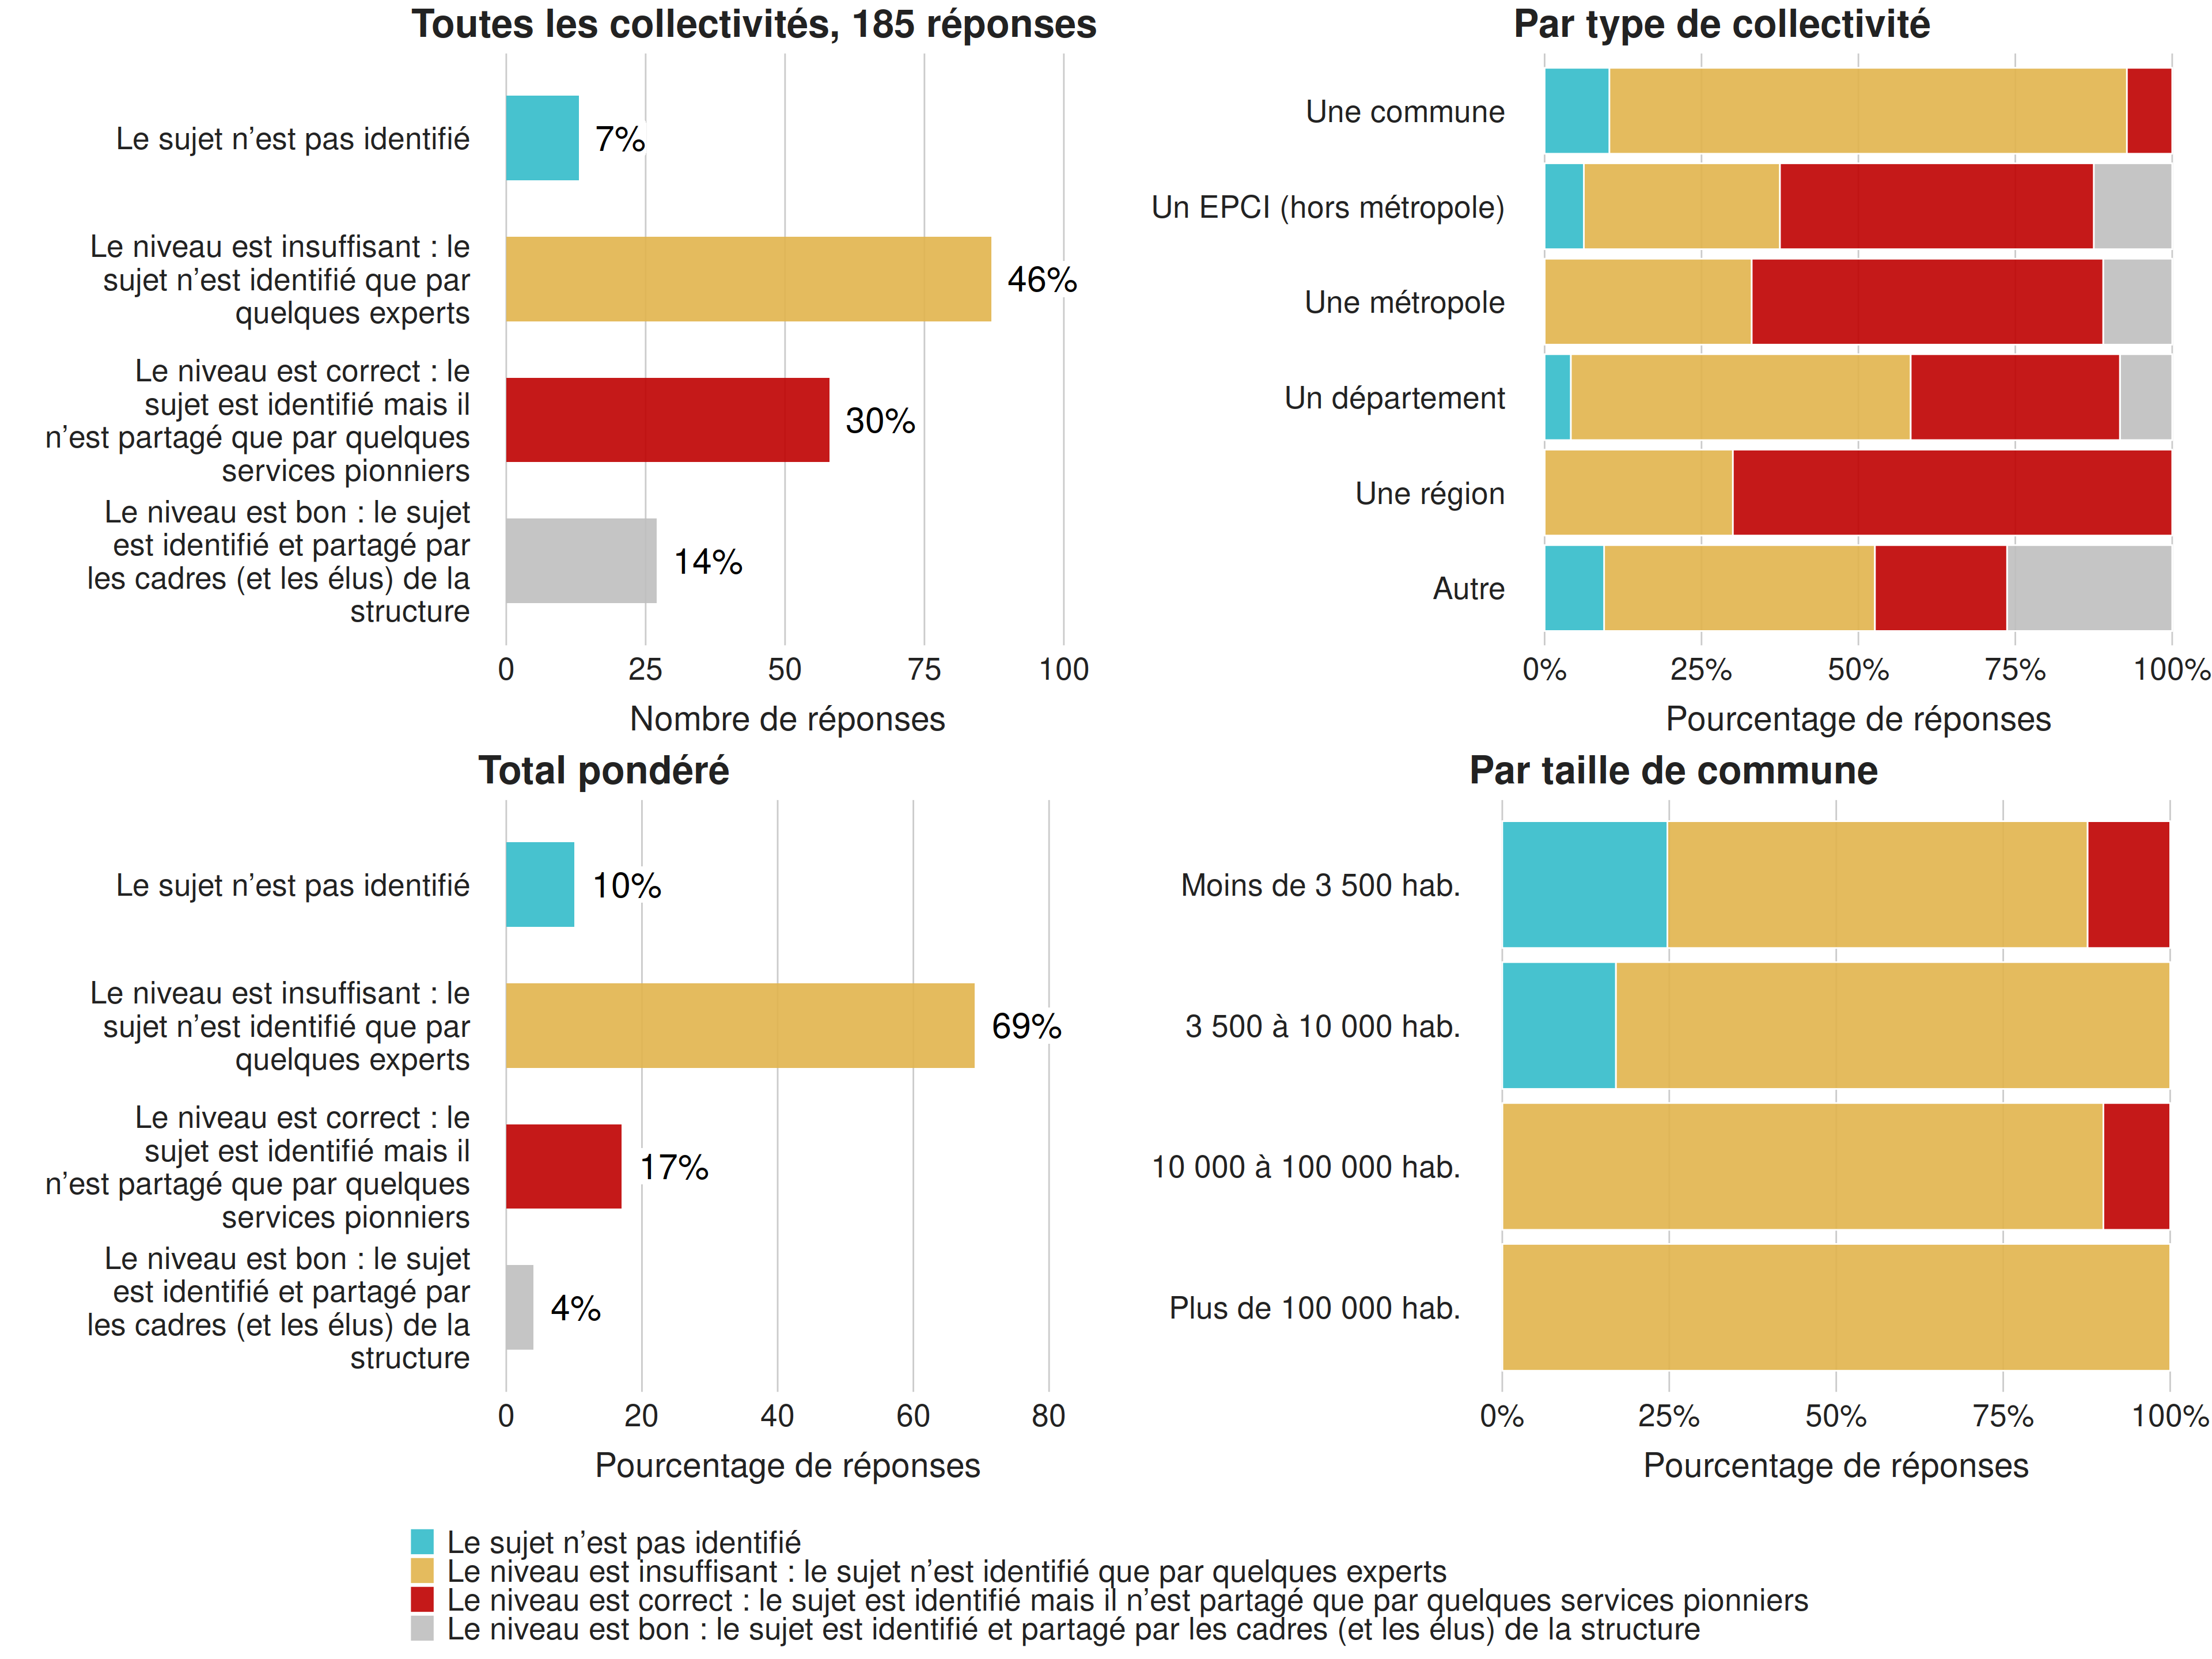 Toutes les collectivités, 185 réponses
Le sujet n’est pas identifié
7%
Le niveau est insuffisant : le
sujet n’est identifié que par
quelques experts
46%
Le niveau est correct : le
sujet est identifié mais il
n’est partagé que par quelques
services pionniers
30%
Le niveau est bon : le sujet
est identifié et partagé par
les cadres (et les élus) de la
structure
14%
0 25 50 75 100
Nombre de réponses
Par type de collectivité
Une commune
Un EPCI (hors métropole)
Une métropole
Un département
Une région
Autre
0% 25% 50% 75% 100%
Pourcentage de réponses
Total pondéré
Le sujet n’est pas identifié
10%
Le niveau est insuffisant : le
sujet n’est identifié que par
quelques experts
69%
Le niveau est correct : le
sujet est identifié mais il
n’est partagé que par quelques
services pionniers
17%
Le niveau est bon : le sujet
est identifié et partagé par
les cadres (et les élus) de la
structure
4%
0 20 40 60 80
Pourcentage de réponses
Par taille de commune
Moins de 3 500 hab.
3 500 à 10 000 hab.
10 000 à 100 000 hab.
Plus de 100 000 hab.
0% 25% 50% 75% 100%
Pourcentage de réponses
Le sujet n’est pas identifié
Le niveau est insuffisant : le sujet n’est identifié que par quelques experts
Le niveau est correct : le sujet est identifié mais il n’est partagé que par quelques services pionniers
Le niveau est bon : le sujet est identifié et partagé par les cadres (et les élus) de la structure